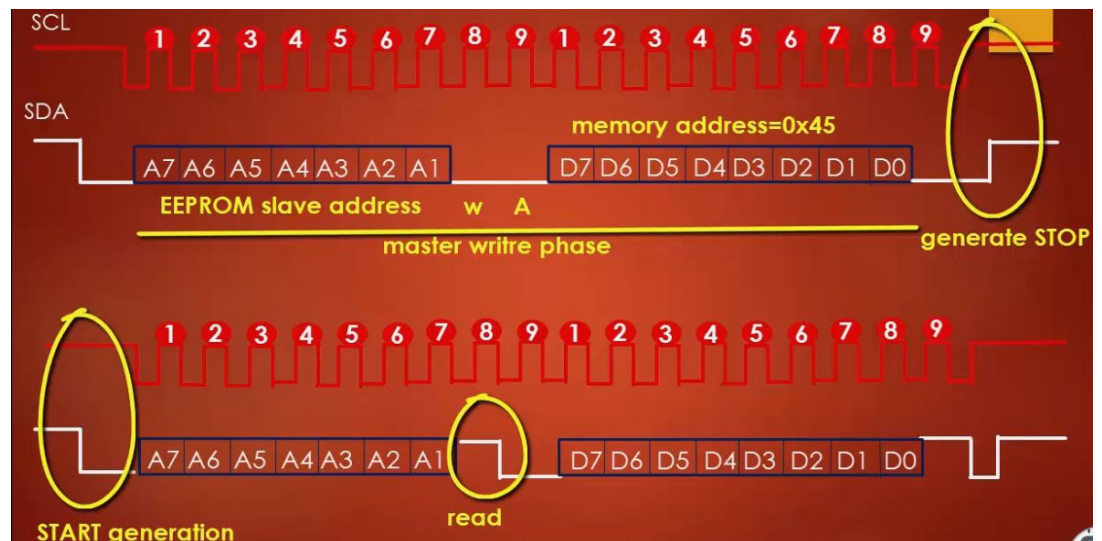 SCL
1 2 3 4 5 6 7 8 9 1 2 3 4 5 6 7 8 9
SDA
memory address=0x45
A7 A6 A5 A4 A3 A2 A1 D7 D6 D5 D4 D3 D2 D1 D0
EEPROM slave address w A
generate STOP
master writre phase
1 2 3 4 5 6 7 8 9 1 2 3 4 5 6 7 8 9
A7 A6 A5 A4 A3 A2 A1 D7 D6 D5 D4 D3 D2 D1 D0
read
START generation